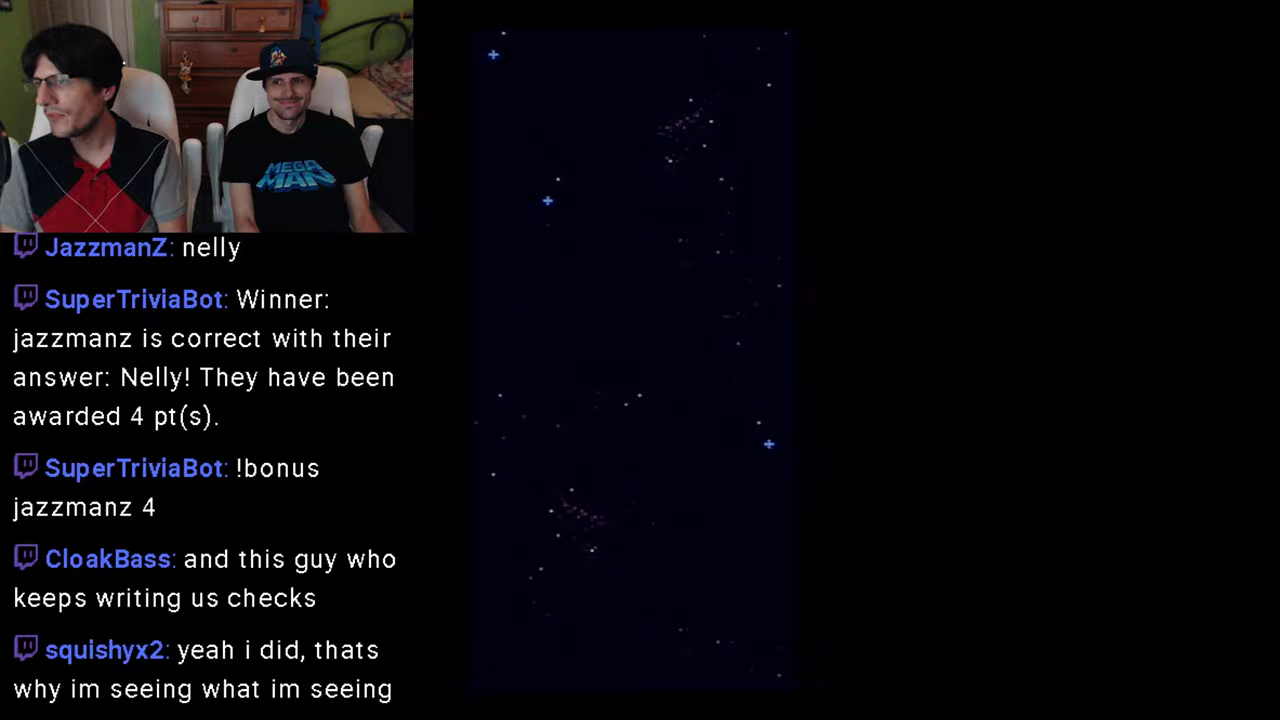 MEGA
MAN
JazzmanZ: nelly
SuperTriviaBot: Winner:
jazzmanz is correct with their
answer: Nelly! They have been
awarded 4 pt(s).
SuperTriviaBot: !bonus
jazzmanz 4
CloakBass: and this guy who
keeps writing us checks
squishyx2: yeah i did, thats
why im seeing what im seeing